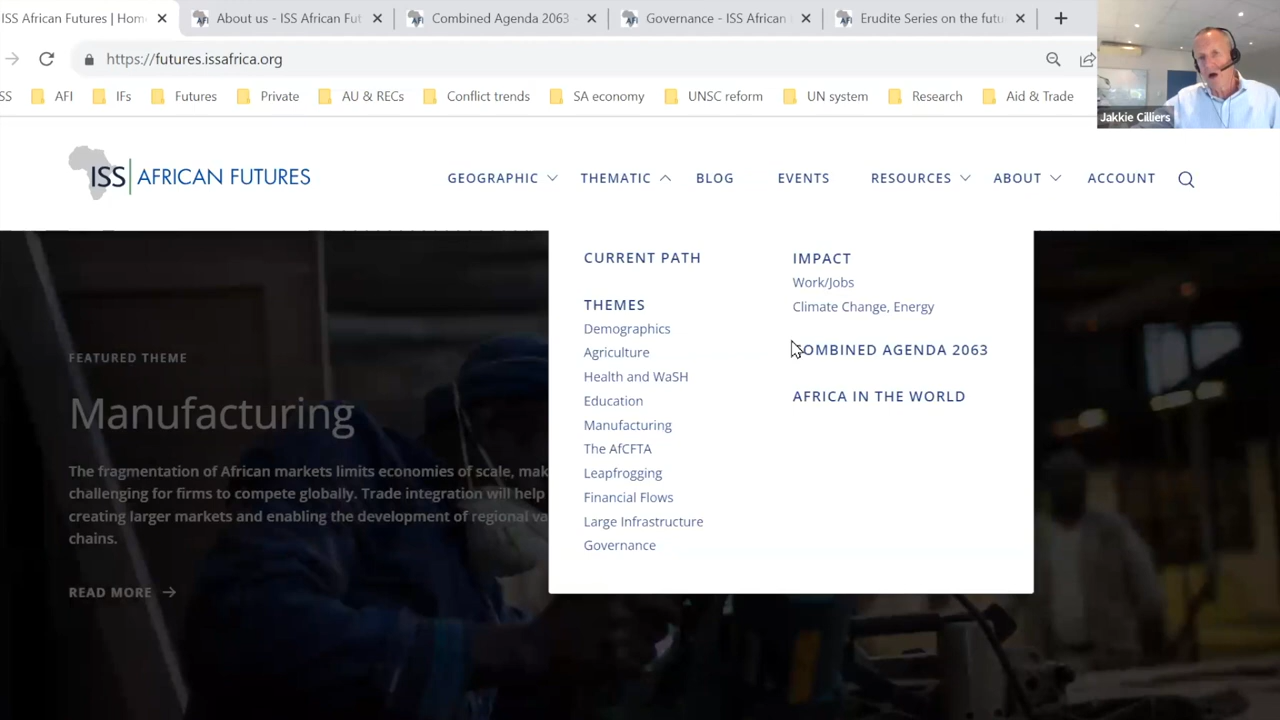 ISS African Futures | Hom
About us - ISS African Fut
Combined Agenda 2063 -
Governance - ISS African
Erudite Series on the futu
https://futures.issafrica.org
SS
AFI
IFs
Futures
Private
AU & RECs
Conflict trends
SA economy
UNSC reform
UN system
Research
Aid & Trade
Jakkie Cilliers
ISS AFRICAN FUTURES
GEOGRAPHIC
THEMATIC
BLOG
EVENTS
RESOURCES
ABOUT
ACCOUNT
CURRENT PATH
THEMES
Demographics
Agriculture
Health and WaSH
Education
Manufacturing
The AfCFTA
Leapfrogging
Financial Flows
Large Infrastructure
Governance
IMPACT
Work/Jobs
Climate Change, Energy
COMBINED AGENDA 2063
AFRICA IN THE WORLD
FEATURED THEME
Manufacturing
The fragmentation of African markets limits economies of scale, mak
challenging for firms to compete globally. Trade integration will help
creating larger markets and enabling the development of regional va
chains.
READ MORE